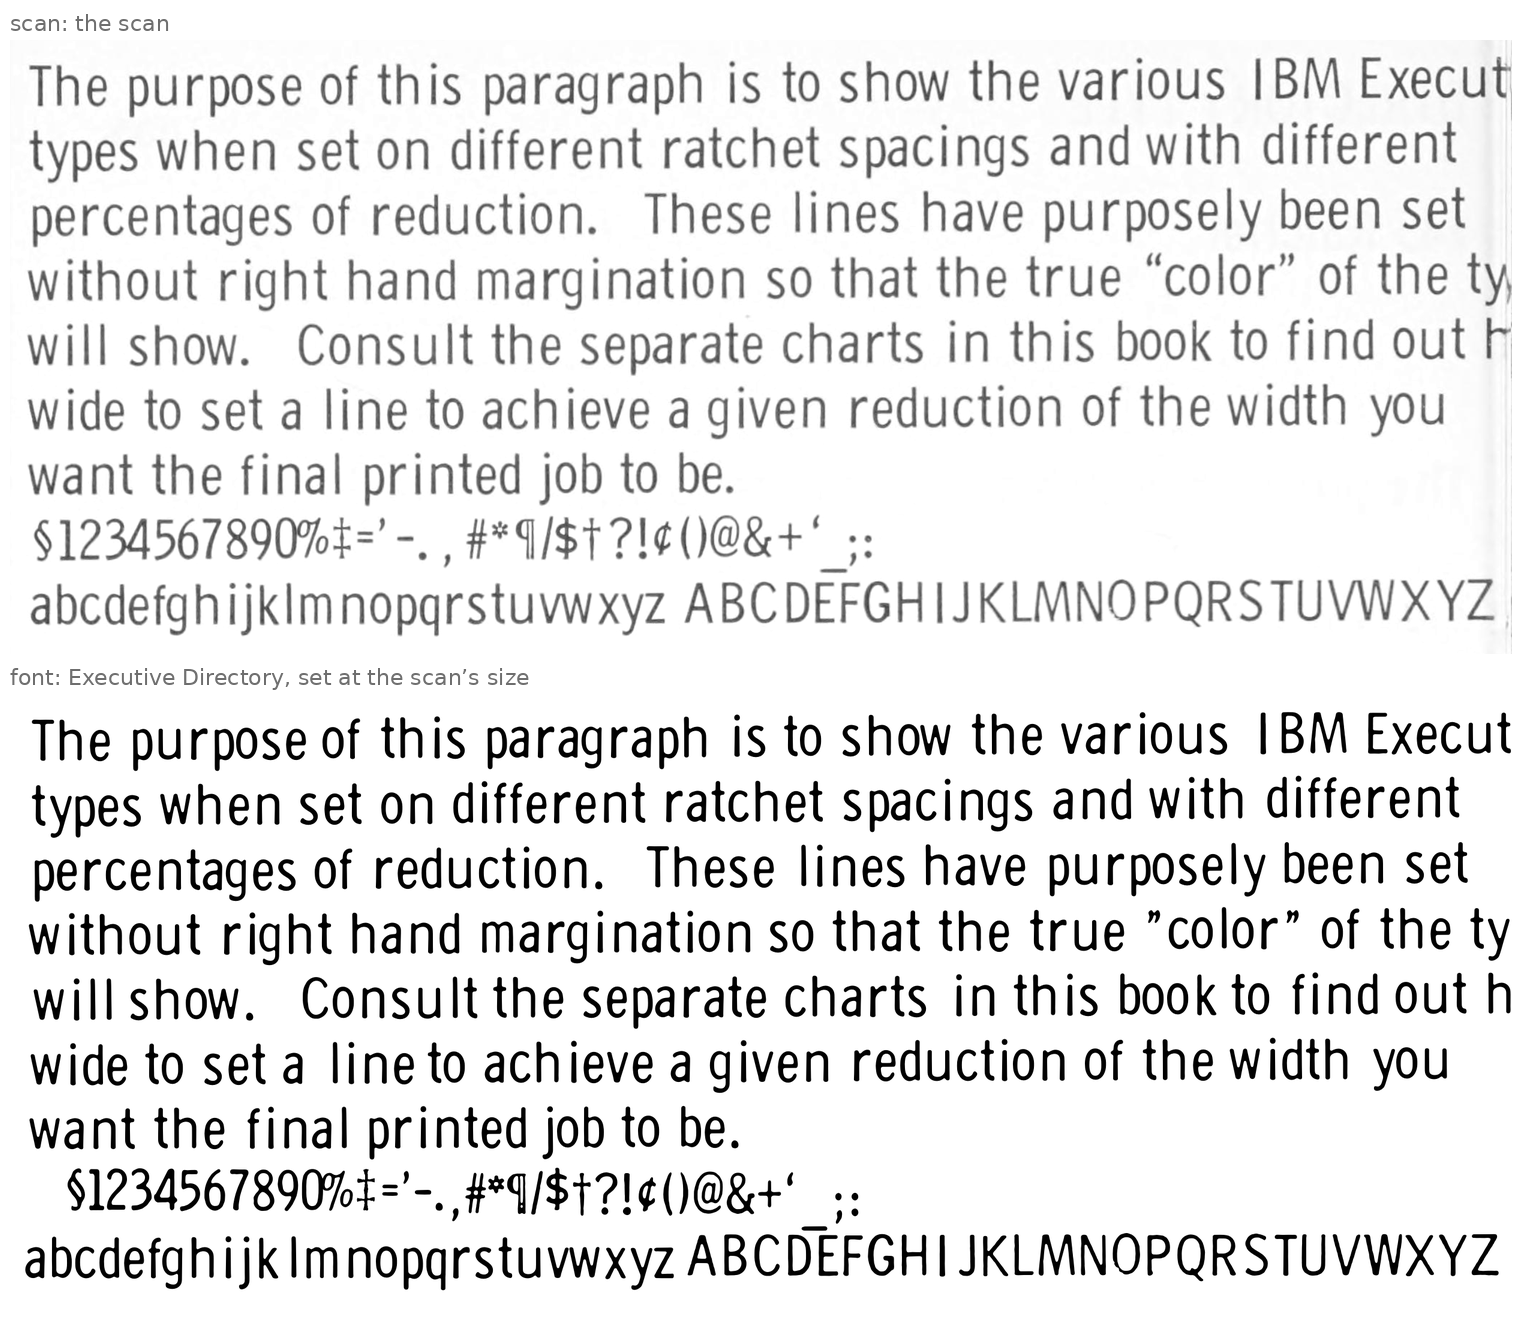 scan: the scan
The purpose of this paragraph is to show the various IBM Execut
types when set on different ratchet spacings and with different
percentages of reduction. These lines have purposely been set
without right hand margination so that the true “color” of the ty
will show. Consult the separate charts in this book to find out h
wide to set a line to achieve a given reduction of the width you
want the final printed job to be.
§1234567890%‡=’-., #*¶/$†?!¢()@&+‘_;:
abcdefghijklmnopqrstuvwxyz ABCDEFGHIJKLMNOPQRSTUVWXYZ
font: Executive Directory, set at the scan’s size
The purpose of this paragraph is to show the various IBM Execut
types when set on different ratchet spacings and with different
percentages of reduction. These lines have purposely been set
without right hand margination so that the true ”color” of the ty
will show. Consult the separate charts in this book to find out h
wide to set a line to achieve a given reduction of the width you
want the final printed job to be.
§1234567890%‡=’-.,#*¶/$†?!¢()@&+‘_;:
abcdefghijklmnopqrstuvwxyz ABCDEFGHIJKLMNOPQRSTUVWXYZ